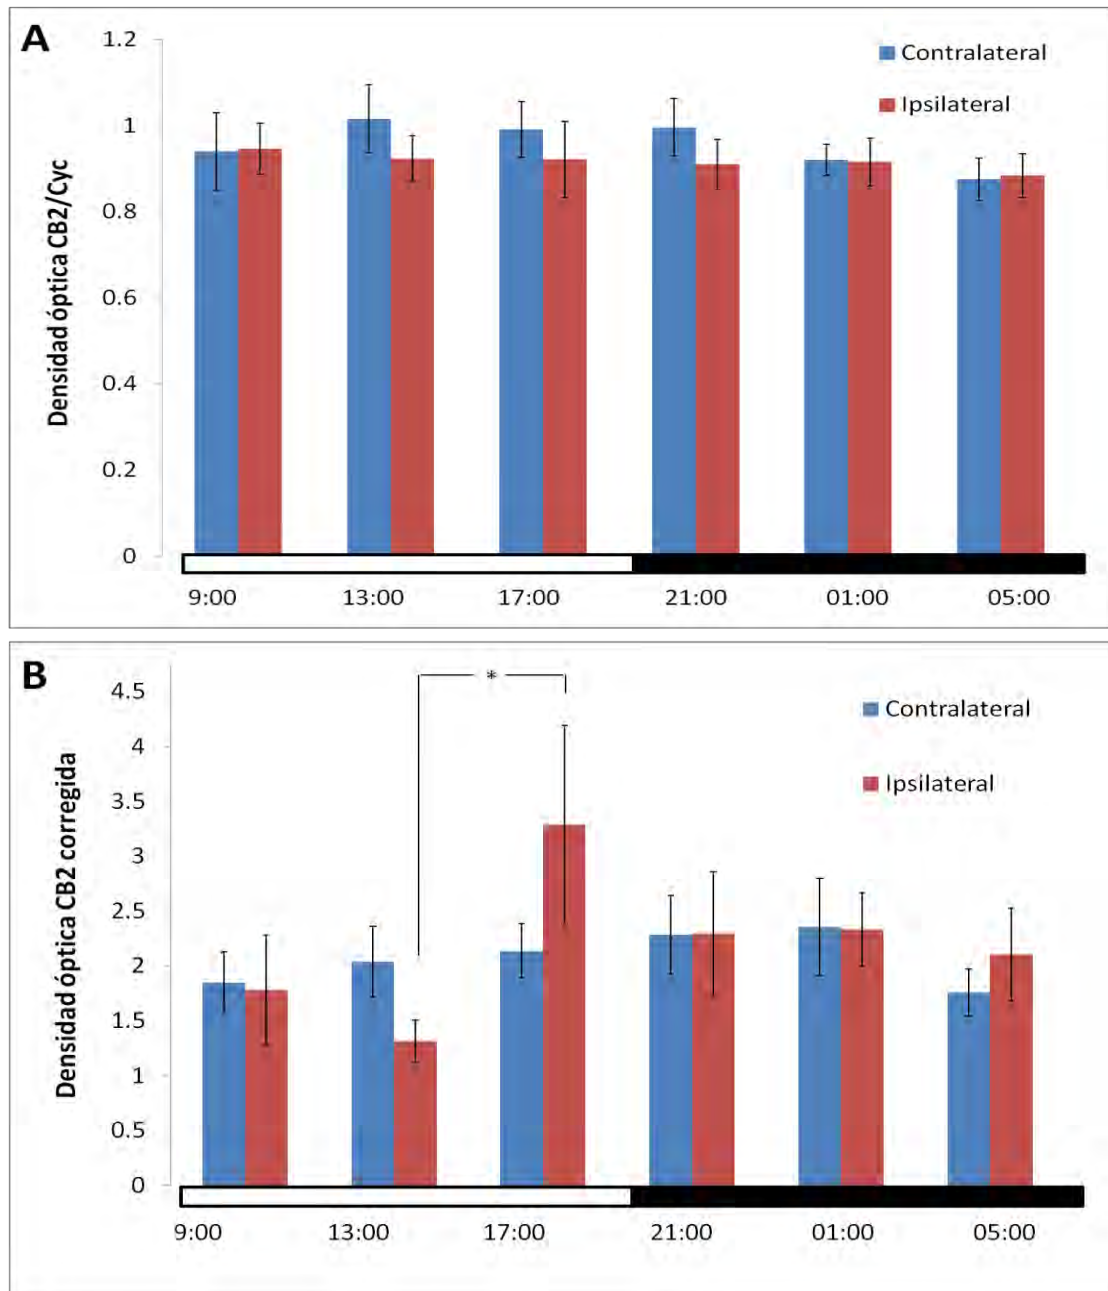 A
1.2
Contralateral
Ipsilateral
1
0.8
0.6
0.4
0.2
0
Densidad óptica CB2/Cyc
9:00 13:00 17:00 21:00 01:00 05:00
B
*
4.5
Contralateral
4
Ipsilateral
3.5
3
2.5
2
1.5
1
0.5
0
Densidad óptica CB2 corregida
9:00 13:00 17:00 21:00 01:00 05:00